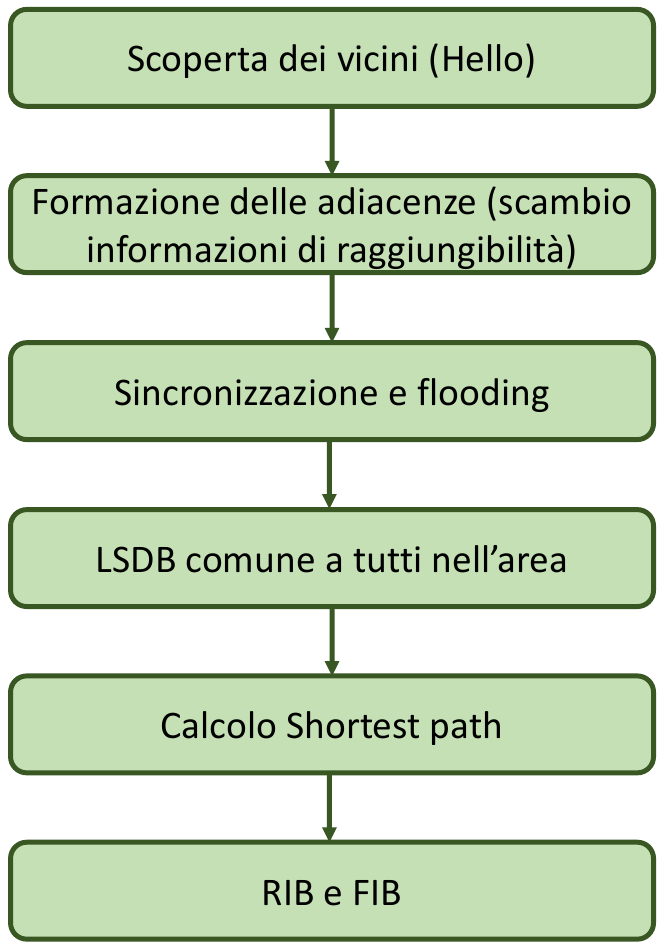 Scoperta dei vicini (Hello)
Formazione delle adiacenze (scambio
informazioni di raggiungibilità)
Sincronizzazione e flooding
LSDB comune a tutti nell’area
Calcolo Shortest path
RIB e FIB